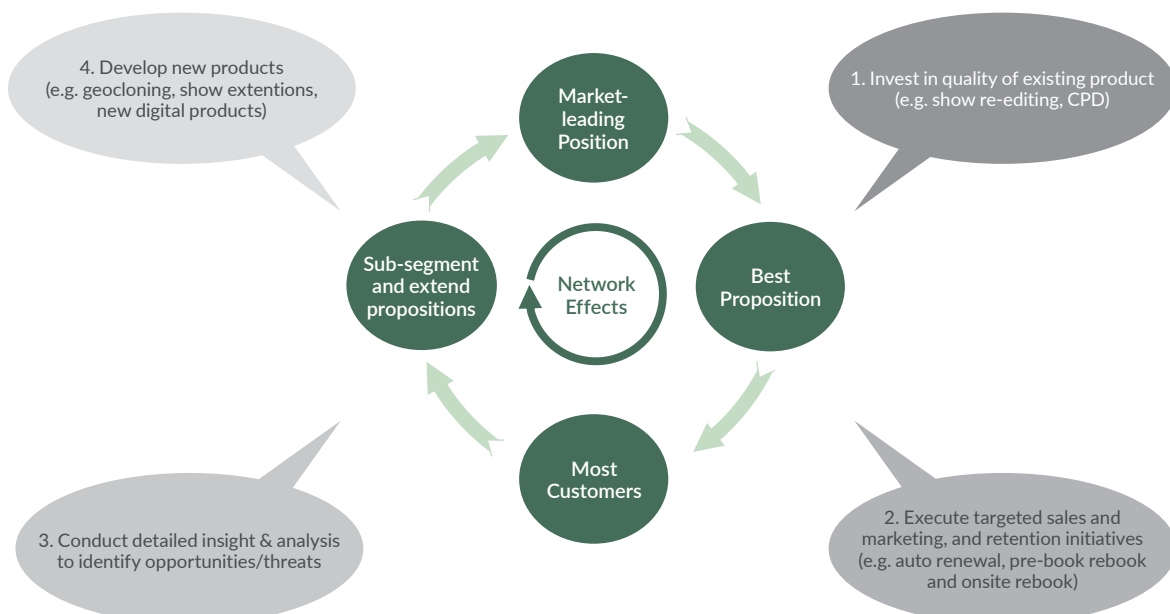 4. Develop new products
(e.g. geocloning, show extentions,
new digital products)
Market-
leading
Position
1. Invest in quality of existing product
(e.g. show re-editing, CPD)
Sub-segment
and extend
propositions
Network
Effects
Best
Proposition
Most
Customers
3. Conduct detailed insight & analysis
to identify opportunities/threats
2. Execute targeted sales and
marketing, and retention initiatives
(e.g. auto renewal, pre-book rebook
and onsite rebook)